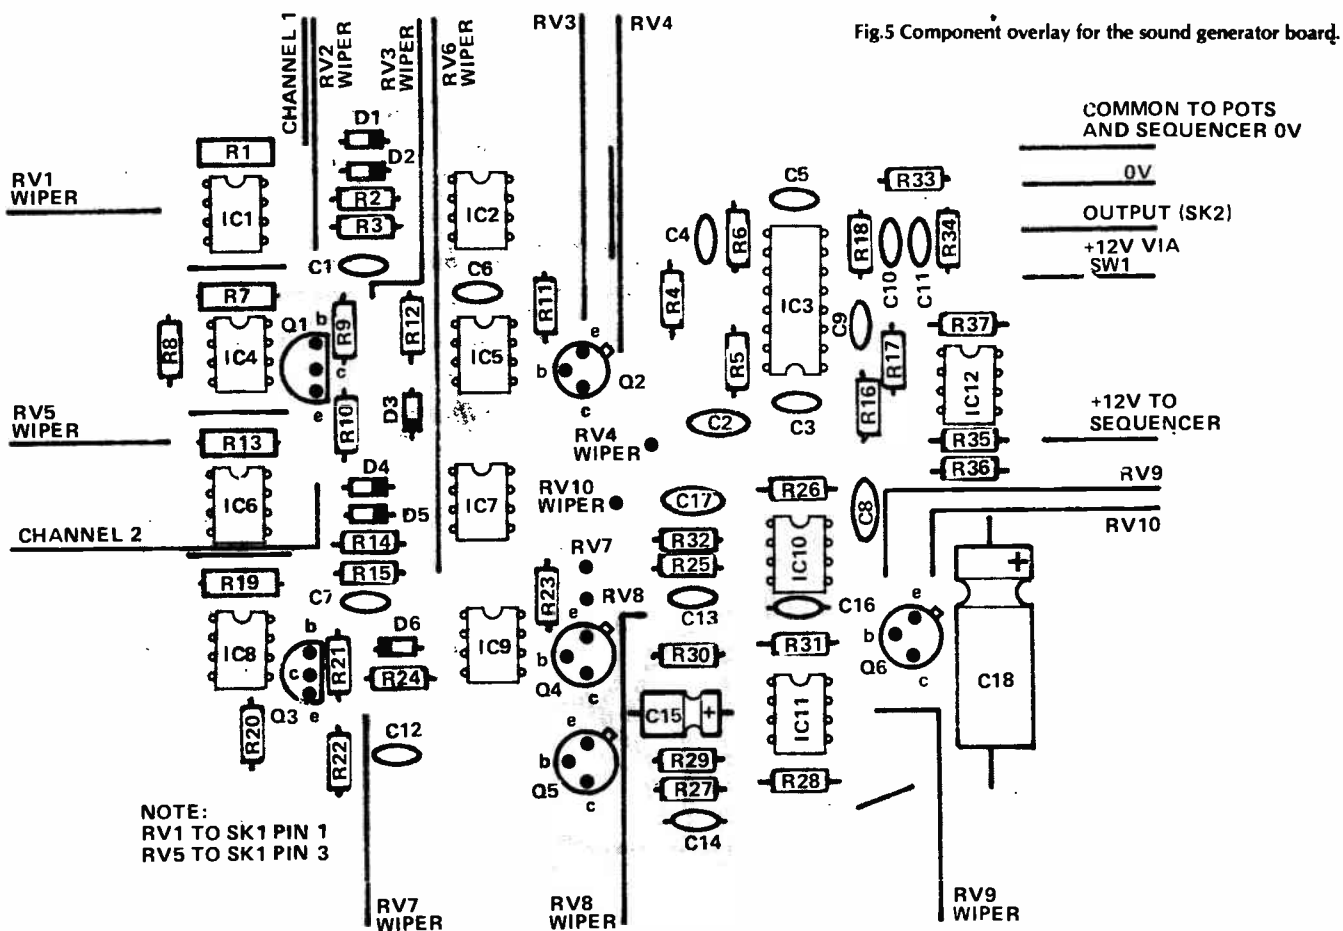 Fig.5 Component overlay for the sound generator board.
CHANNEL 1
RV2
WIPER
RV3
WIPER
RV6
WIPER
RV3
RV4
COMMON TO POTS
AND SEQUENCER 0V
0V
OUTPUT (SK2)
+12V VIA
SW1
RV1
WIPER
R1
D1
D2
R2
R3
IC1
IC2
C1
C6
C4
R6
C5
R33
R18
R34
C10
C11
R7
Q1
b
c
e
R9
R12
R11
R4
IC3
C9
R37
R8
IC4
IC5
e
b
c
Q2
R5
R17
R16
IC12
RV5
WIPER
R13
R10
D3
RV4
WIPER
C2
C3
R35
R36
+12V TO
SEQUENCER
RV9
RV10
D4
D5
IC6
IC7
RV10
WIPER
C17
R26
C8
CHANNEL 2
R14
R15
R32
R25
IC10
R19
C7
RV7
R23
RV8
C13
C16
+
IC8
b
c
e
Q3
R21
D6
R24
IC9
e
b
c
Q4
R30
R31
e
b
c
Q6
C18
R20
R22
C12
e
b
c
Q5
C15
+
R29
R27
IC11
R28
C14
NOTE:
RV1 TO SK1 PIN 1
RV5 TO SK1 PIN 3
RV7
WIPER
RV8
WIPER
RV9
WIPER